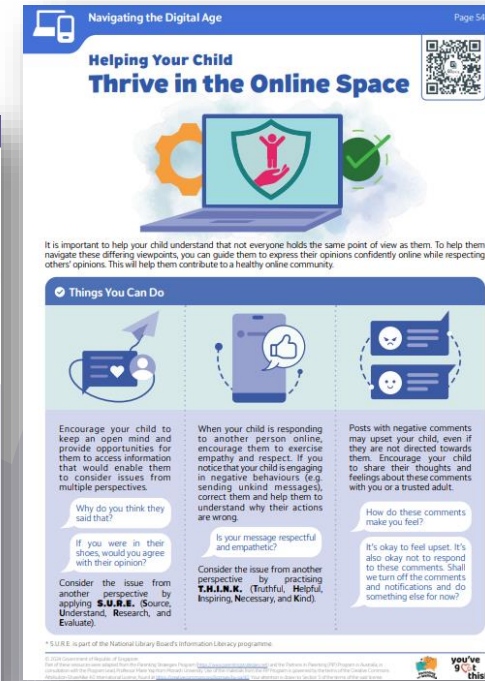 Navigating the Digital Age
Page 54
Helping Your Child
Thrive in the Online Space
It is important to help your child understand that not everyone holds the same point of view as them. To help them
navigate these differing viewpoints, you can guide them to express their opinions confidently online while respecting
others' opinions. This will help them contribute to a healthy online community.
Things You Can Do
Encourage your child to
keep an open mind and
provide opportunities for
them to access information
that would enable them
to consider issues from
multiple perspectives.
Why do you think they
said that?
If you were in their
shoes, would you agree
with their opinion?
Consider the issue from
another perspective by
applying S.U.R.E. (Source,
Understand, Research, and
Evaluate).
When your child is responding
to another person online,
encourage them to exercise
empathy and respect. If you
notice that your child is engaging
in negative behaviours (e.g.
sending unkind messages),
correct them and help them to
understand why their actions
are wrong.
Is your message respectful
and empathetic?
Consider the issue from another
perspective by practising
T.H.I.N.K. (Truthful, Helpful,
Inspiring, Necessary, and Kind).
Posts with negative comments
may upset your child, even if
they are not directed towards
them. Encourage your child
to share their thoughts and
feelings about these comments
with you or a trusted adult.
How do these comments
make you feel?
It's okay to feel upset. It's
also okay not to respond
to these comments. Shall
we turn off the comments
and notifications and do
something else for now?
* S.U.R.E. is part of the National Library Board's Information Literacy programme.
© 2024 Government of Republic of Singapore
you've
got
this